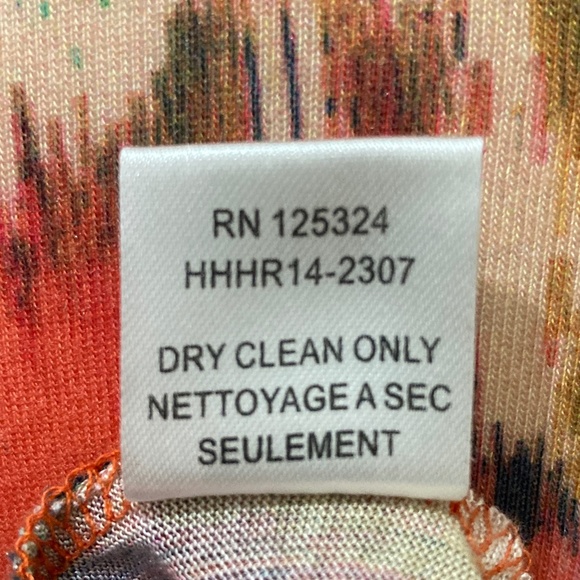 RN 125324
HHHR14-2307
DRY CLEAN ONLY
NETTOYAGE A SEC
SEULEMENT